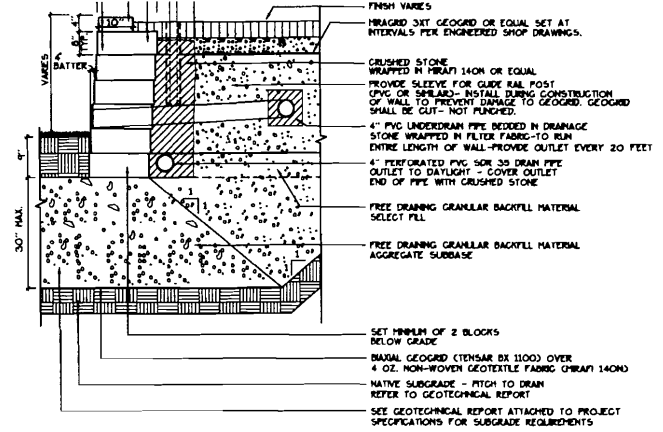 FINISH VARIES
MIRAGRID 3XT GEOGRID OR EQUAL SET AT
INTERVALS PER ENGINEERED SHOP DRAWINGS.
CRUSHED STONE
WRAPPED IN MIRAFI 140N OR EQUAL
PROVIDE SLEEVE FOR GUIDE RAIL POST
(PVC OR SIMILAR)- INSTALL DURING CONSTRUCTION
OF WALL TO PREVENT DAMAGE TO GEOGRID. GEOGRID
SHALL BE CUT- NOT PUNCHED.
4" PVC UNDERDRAIN PIPE BEDDED IN DRAINAGE
STONE WRAPPED IN FILTER FABRIC-TO RUN
ENTIRE LENGTH OF WALL-PROVIDE OUTLET EVERY 20 FEET
4" PERFORATED PVC SDR 35 DRAIN PIPE
OUTLET TO DAYLIGHT - COVER OUTLET
END OF PIPE WITH CRUSHED STONE
FREE DRAINING GRANULAR BACKFILL MATERIAL
SELECT FILL
FREE DRAINING GRANULAR BACKFILL MATERIAL
AGGREGATE SUBBASE
SET MINIMUM OF 2 BLOCKS
BELOW GRADE
BIAXIAL GEOGRID (TENSAR BX 1100) OVER
4 OZ. NON-WOVEN GEOTEXTILE FABRIC (MIRAFI 140N)
NATIVE SUBGRADE - PITCH TO DRAIN
REFER TO GEOTECHNICAL REPORT
SEE GEOTECHNICAL REPORT ATTACHED TO PROJECT
SPECIFICATIONS FOR SUBGRADE REQUIREMENTS
10"
4"
8"
TYP.
VARIES
BATTER
9"
30" MAX.
1
1
1